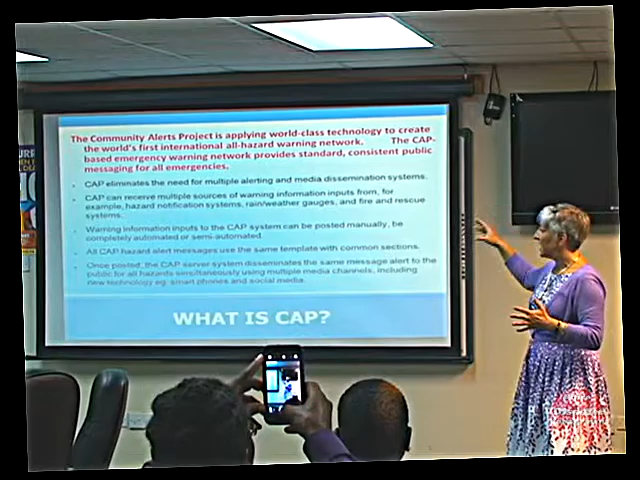 The Community Alerts Project is applying world-class technology to create
the world's first international all-hazard warning network. The CAP-
based emergency warning network provides standard, consistent public
messaging for all emergencies.
CAP eliminates the need for multiple alerting and media dissemination systems.
CAP can receive multiple sources of warning information inputs from, for
example, hazard notification systems, rain/weather gauges, and fire and rescue
systems.
Warning information inputs to the CAP system can be posted manually, be
completely automated or semi-automated.
All CAP hazard alert messages use the same template with common sections.
Once posted, the CAP server system disseminates the same message alert to the
public for all hazards simultaneously using multiple media channels, including
new technology eg. smart phones and social media.
WHAT IS CAP?